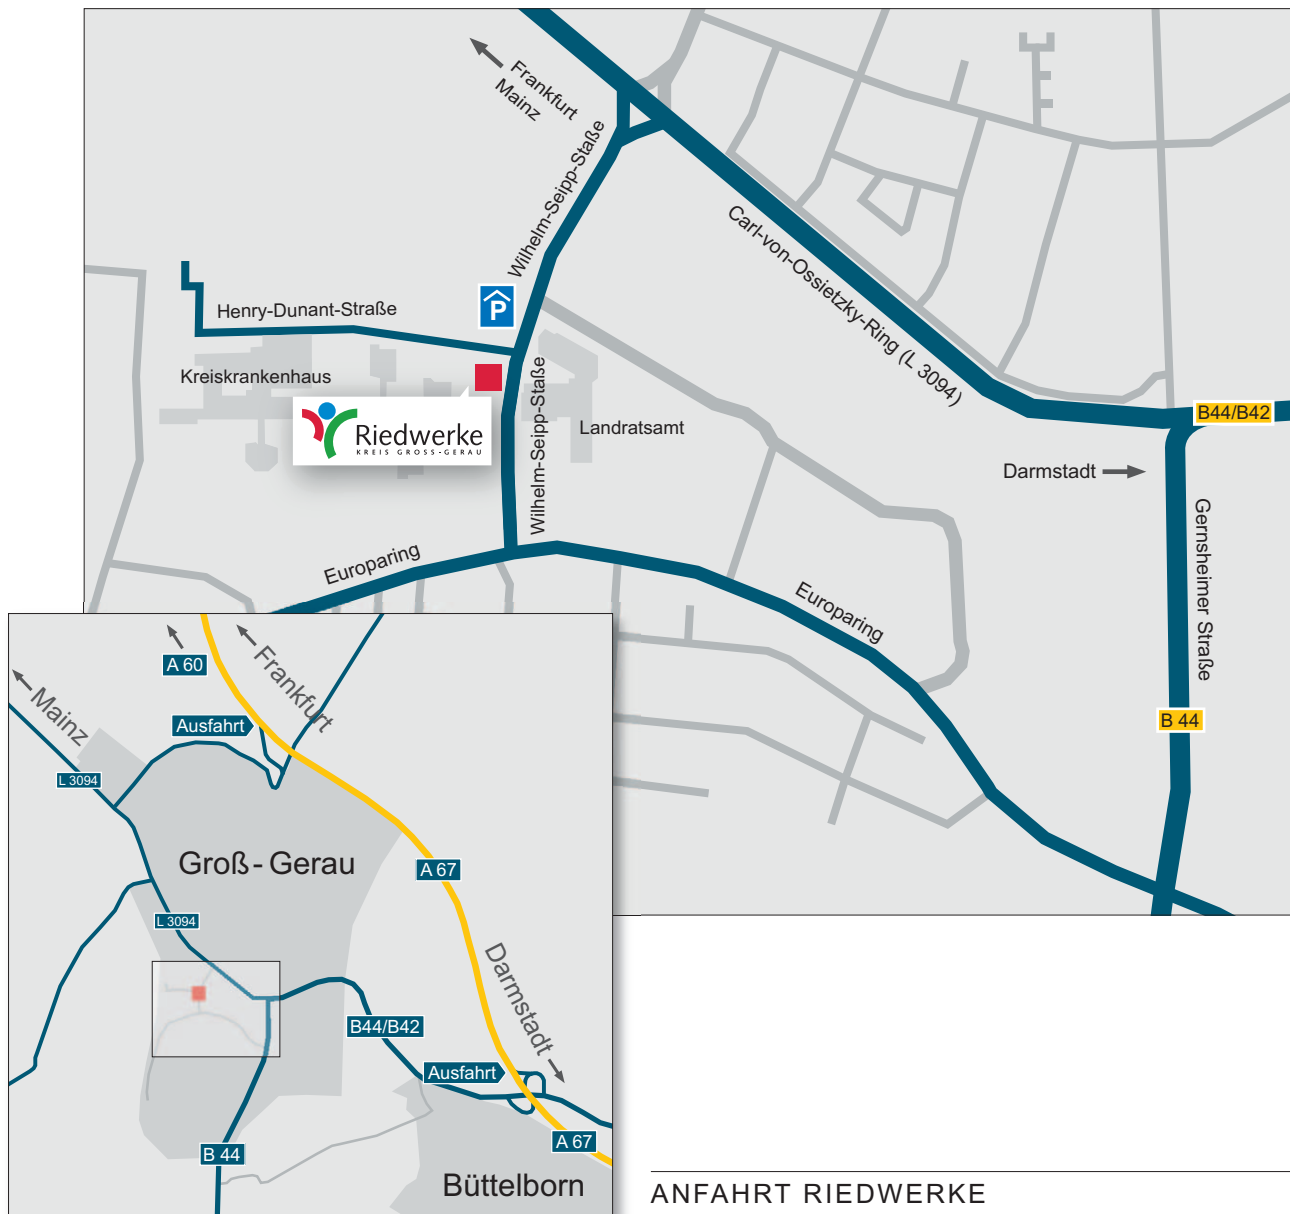 Frankfurt
Mainz
Wilhelm-Seipp-Staße
Carl-von-Ossietzky-Ring (L 3094)
Henry-Dunant-Straße
P
Kreiskrankenhaus
Riedwerke
KREIS GROSS-GERAU
Wilhelm-Seipp-Staße
Landratsamt
B44/B42
Darmstadt
Gernsheimer Straße
Europaring
Europaring
B 44
A 60
Frankfurt
Mainz
Ausfahrt
L 3094
Groß-Gerau
A 67
L 3094
Darmstadt
B44/B42
Ausfahrt
A 67
B 44
Büttelborn
ANFAHRT RIEDWERKE